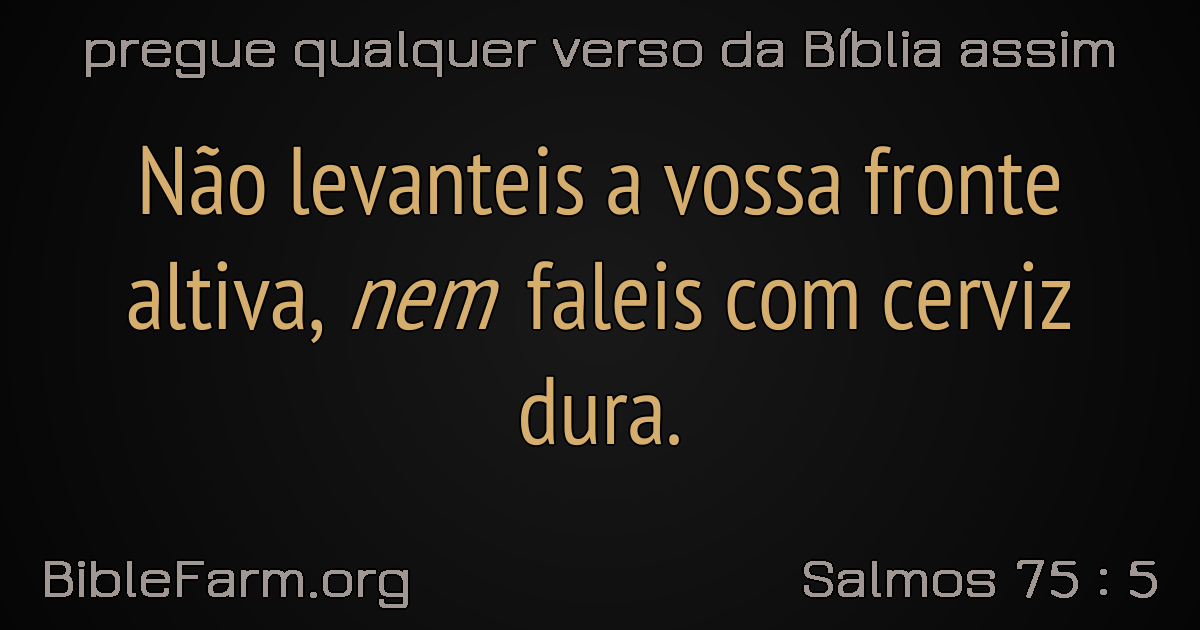 pregue qualquer verso da Bíblia assim
Não levanteis a vossa fronte
altiva, nem faleis com cerviz
dura.
BibleFarm.org
Salmos 75 : 5